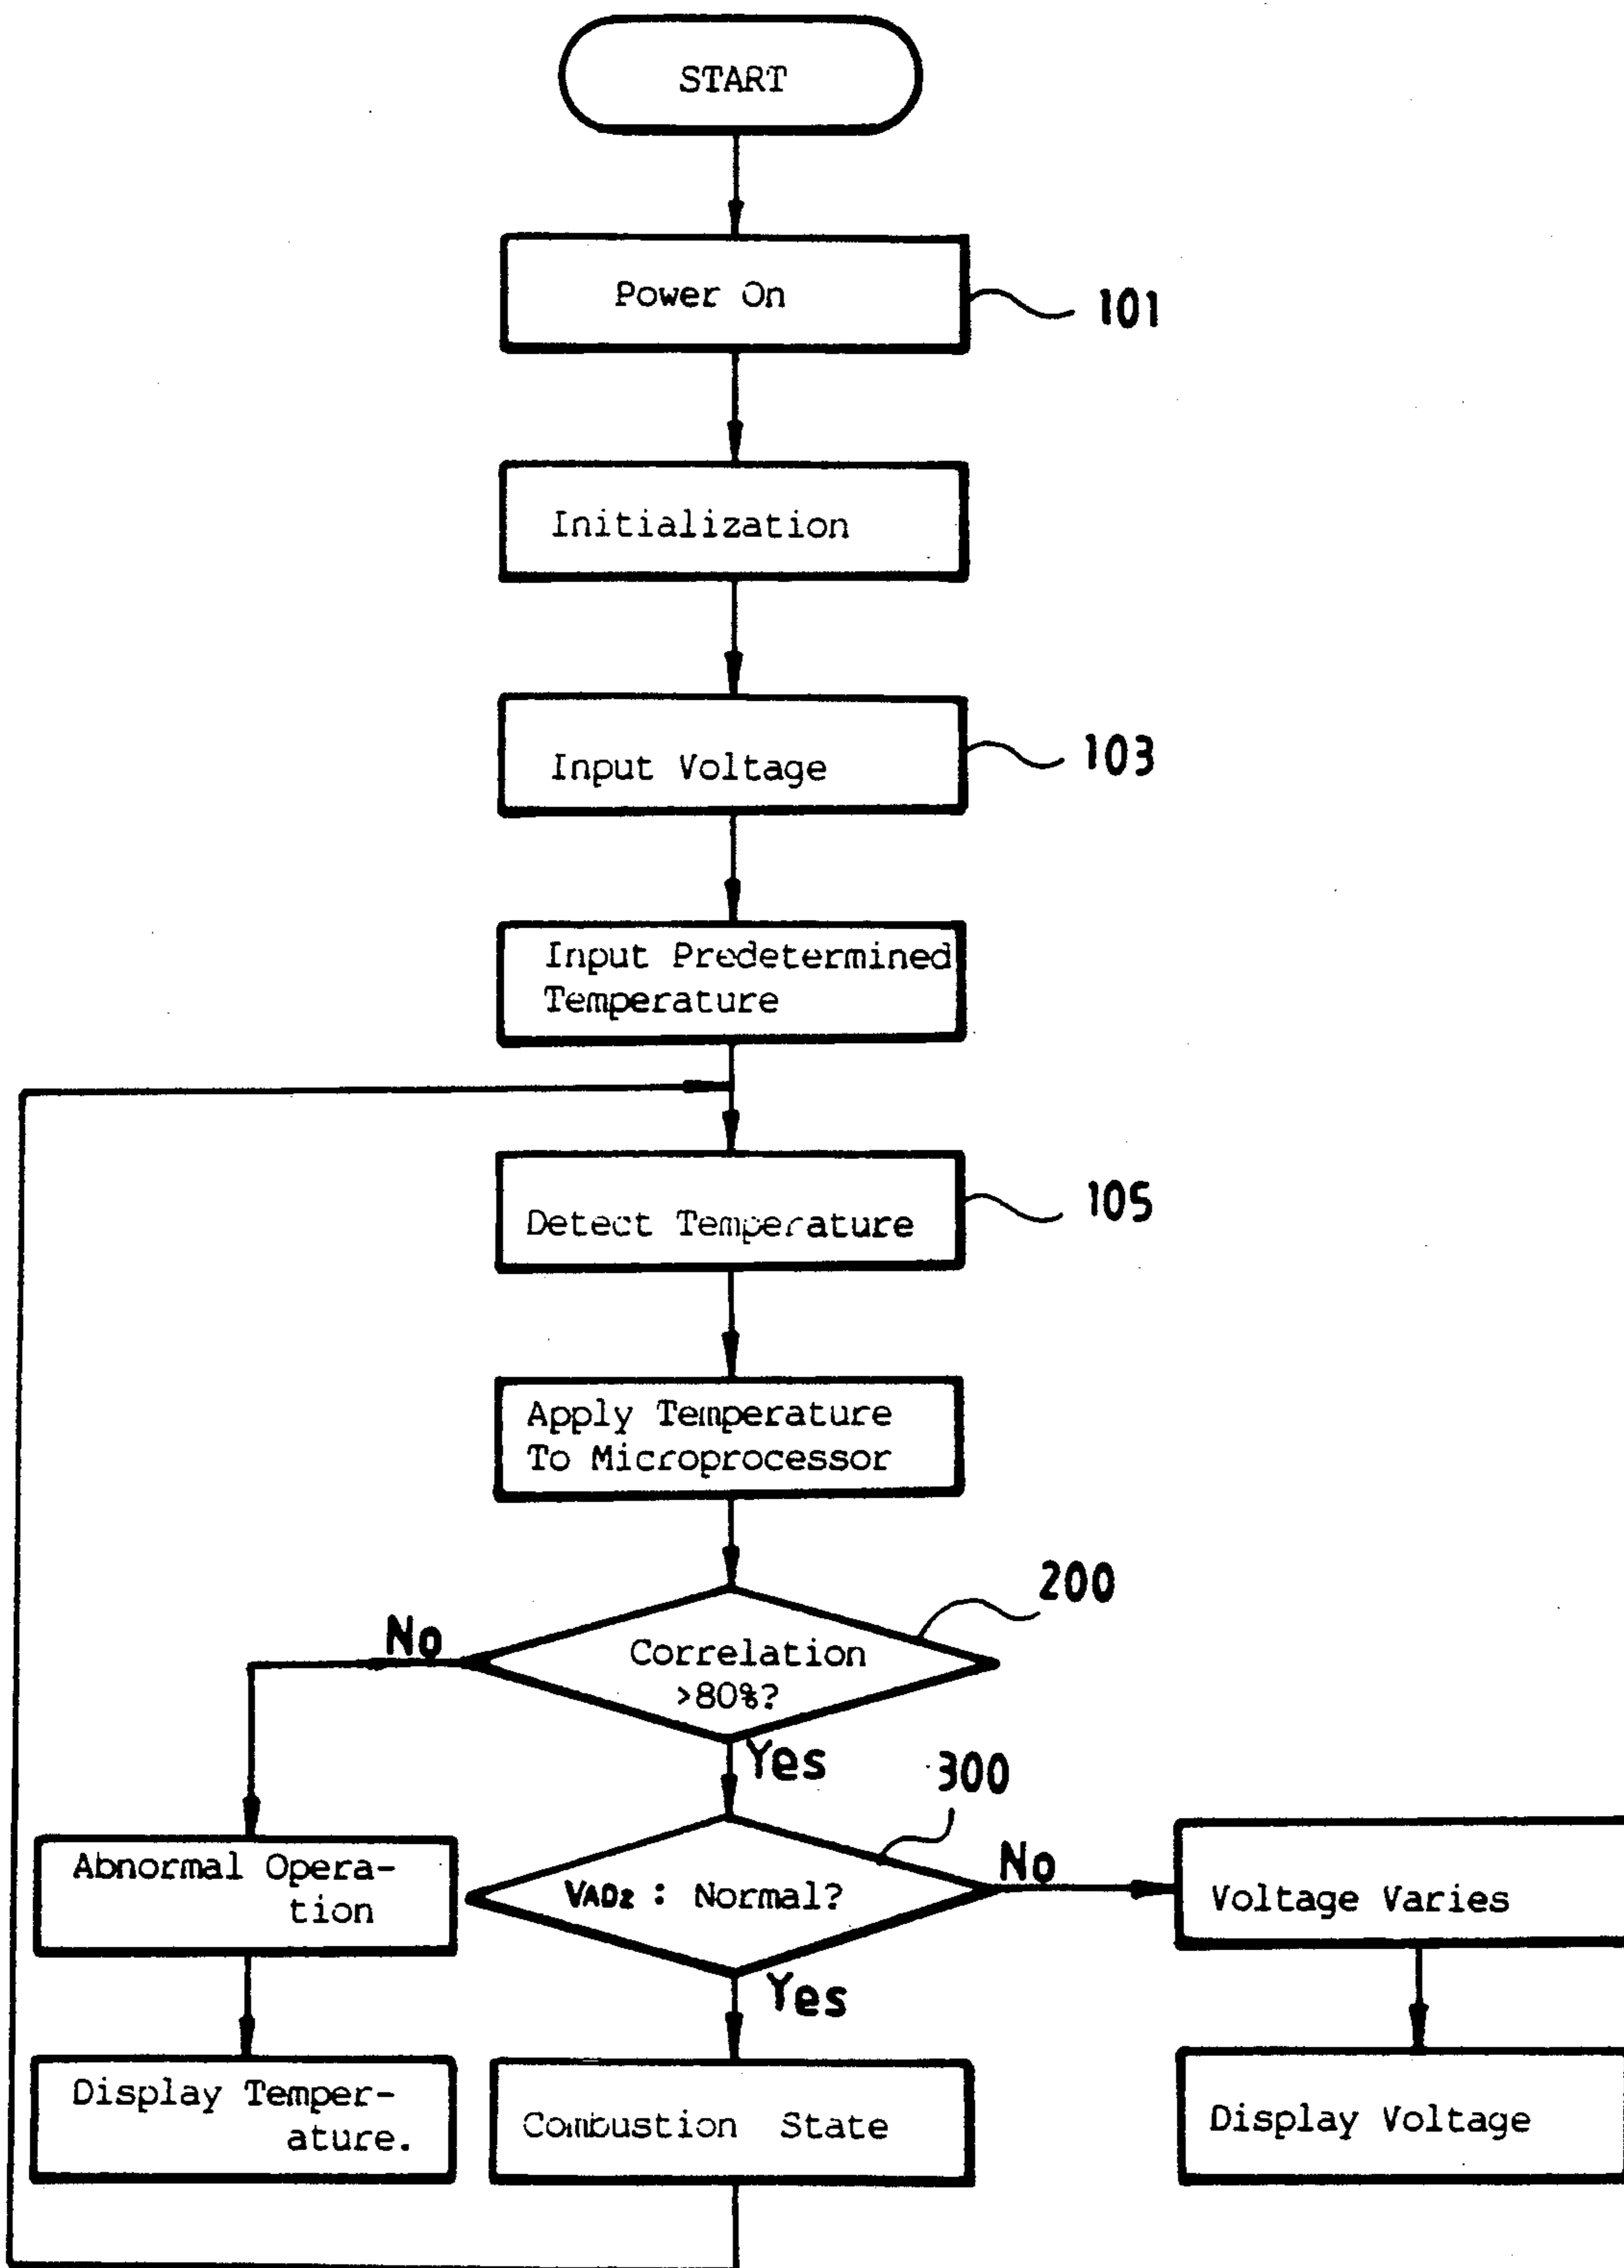 START
Power On
101
Initialization
Input Voltage
103
Input Predetermined
Temperature
Detect Temperature
105
Apply Temperature
To Microprocessor
200
No
Correlation
>80%?
Yes
300
Abnormal Opera-
tion
VAD2 : Normal?
No
Voltage Varies
Yes
Display Temper-
ature.
Combustion State
Display Voltage